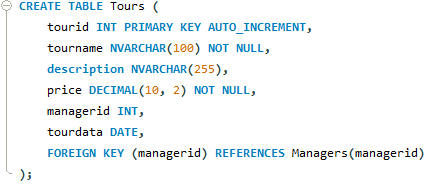 CREATE TABLE Tours (
tourid INT PRIMARY KEY AUTO_INCREMENT,
tourname NVARCHAR(100) NOT NULL,
description NVARCHAR(255),
price DECIMAL(10, 2) NOT NULL,
managerid INT,
tourdata DATE,
FOREIGN KEY (managerid) REFERENCES Managers(managerid)
);